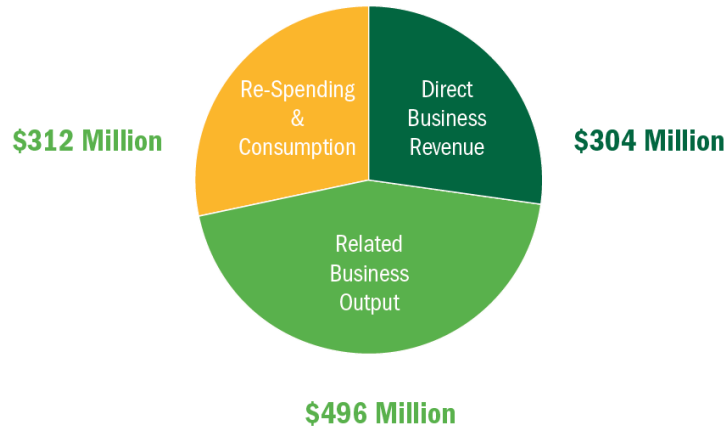 Re-Spending
&
Consumption
Direct
Business
Revenue
$312 Million
$304 Million
Related
Business
Output
$496 Million